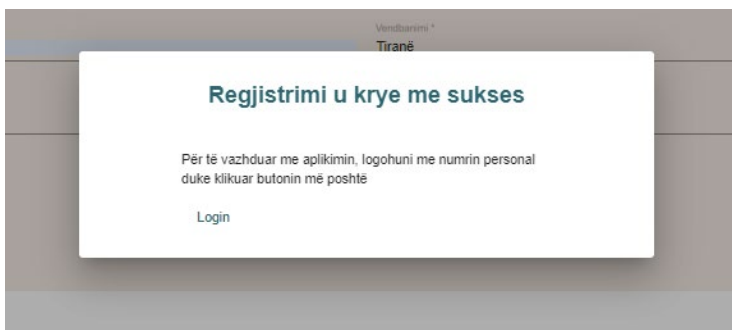 Vendbanimi *
Tiranë
Regjistrimi u krye me sukses
Për të vazhduar me aplikimin, logohuni me numrin personal
duke klikuar butonin më poshtë
Login